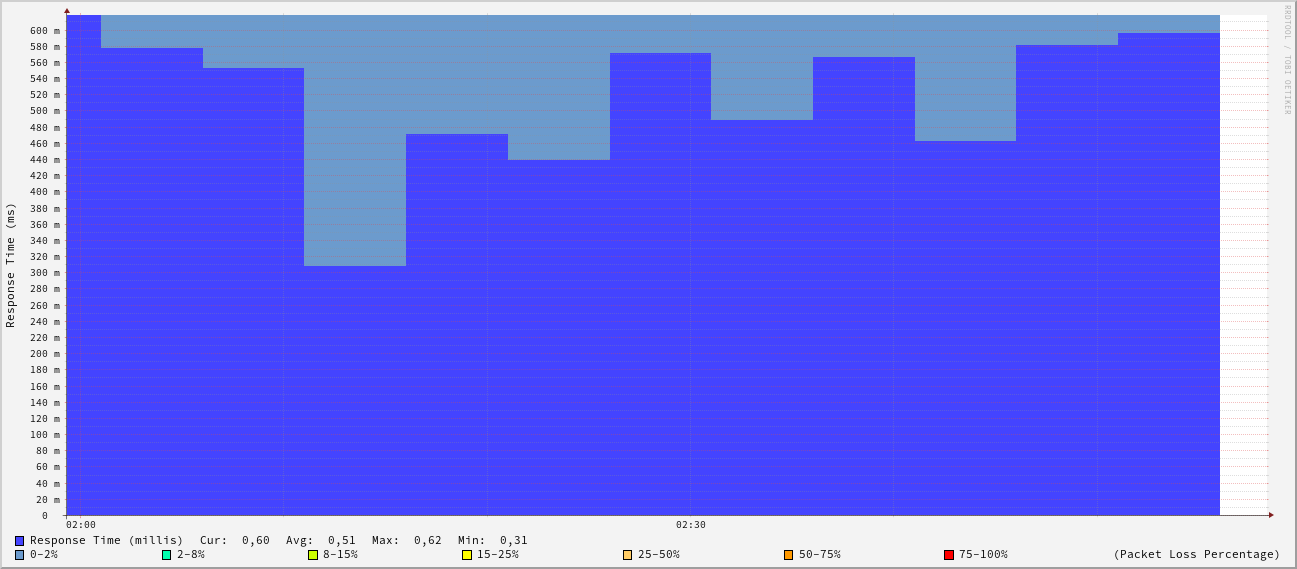 RRDTOOL / TOBI OETIKER
Response Time (ms)
600 m
580 m
560 m
540 m
520 m
500 m
480 m
460 m
440 m
420 m
400 m
380 m
360 m
340 m
320 m
300 m
280 m
260 m
240 m
220 m
200 m
180 m
160 m
140 m
120 m
100 m
80 m
60 m
40 m
20 m
0
02:00 02:30
Response Time (millis) Cur: 0,60 Avg: 0,51 Max: 0,62 Min: 0,31
0-2% 2-8% 8-15% 15-25% 25-50% 50-75% 75-100% (Packet Loss Percentage)